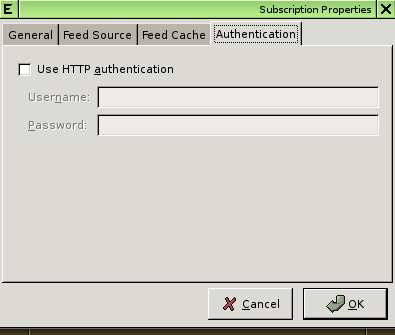 E Subscription Properties X
General Feed Source Feed Cache Authentication
Use HTTP authentication
Username:
Password:
Cancel OK